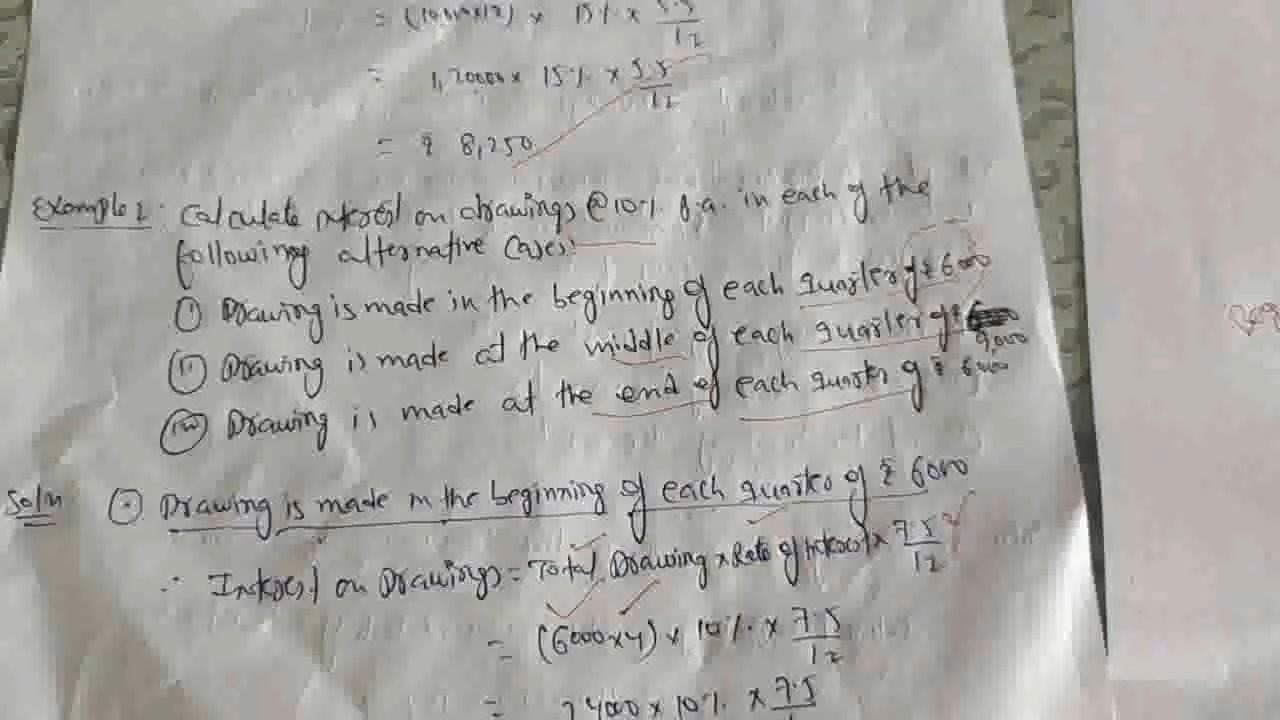 = (10,000×12) × 15% × 5.5/12
= 1,20000 × 15% × 5.5/12
= ₹ 8,250
Example 2: Calculate interest on drawings @10% p.a. in each of the
following alternative cases:
(i) Drawing is made in the beginning of each quarter of ₹6000
(ii) Drawing is made at the middle of each quarter of ₹ 9,000
(iii) Drawing is made at the end of each quarter of ₹ 6000
Soln (i) Drawing is made in the beginning of each quarter of ₹ 6000
∴ Interest on Drawings = Total Drawing × Rate of interest × 7.5/12
= (6000×4) × 10% × 7.5/12
= 24000 × 10% × 7.5